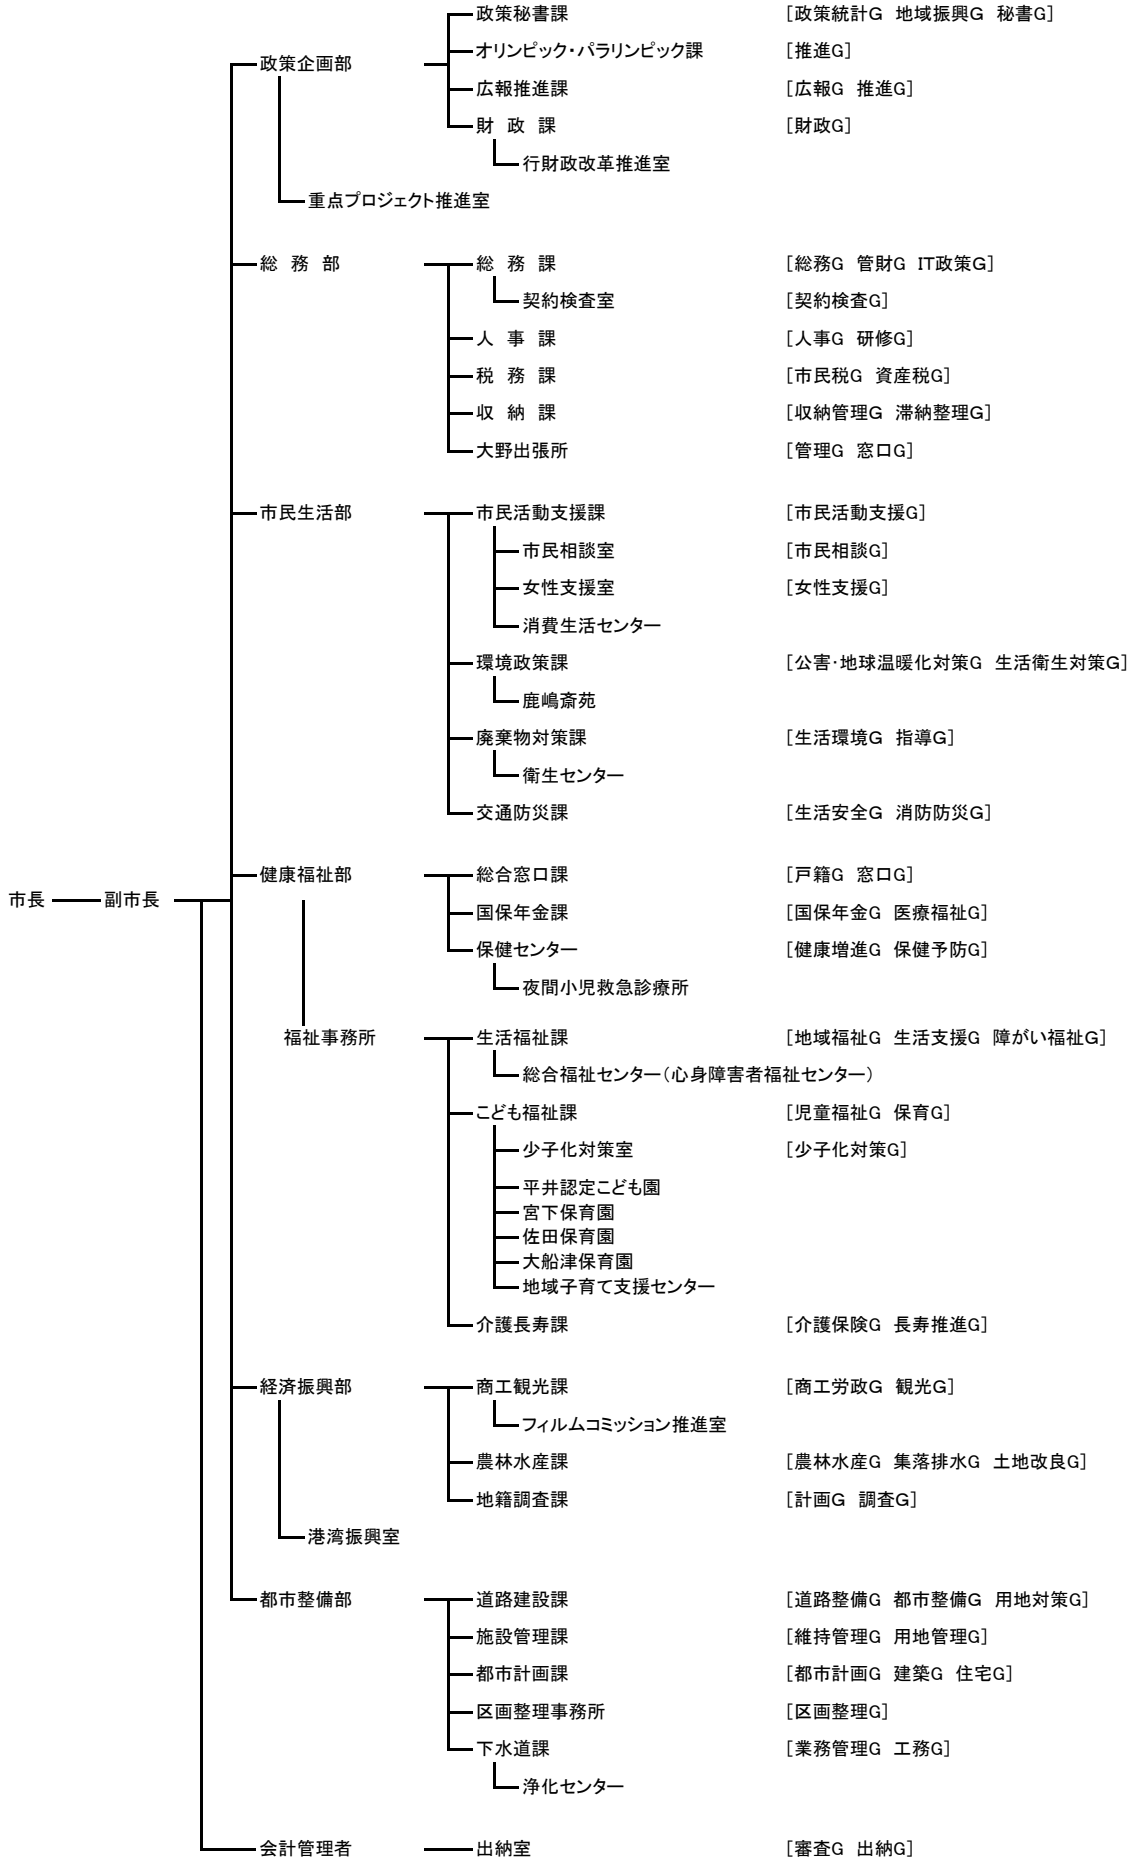 政策秘書課 [政策統計G 地域振興G 秘書G]
オリンピック・パラリンピック課 [推進G]
政策企画部
広報推進課 [広報G 推進G]
財 政 課 [財政G]
行財政改革推進室
重点プロジェクト推進室
総 務 部 総 務 課 [総務G 管財G IT政策G]
契約検査室 [契約検査G]
人 事 課 [人事G 研修G]
税 務 課 [市民税G 資産税G]
収 納 課 [収納管理G 滞納整理G]
大野出張所 [管理G 窓口G]
市民生活部 市民活動支援課 [市民活動支援G]
市民相談室 [市民相談G]
女性支援室 [女性支援G]
消費生活センター
環境政策課 [公害・地球温暖化対策G 生活衛生対策G]
鹿嶋斎苑
廃棄物対策課 [生活環境G 指導G]
衛生センター
交通防災課 [生活安全G 消防防災G]
健康福祉部 総合窓口課 [戸籍G 窓口G]
市長 副市長
国保年金課 [国保年金G 医療福祉G]
保健センター [健康増進G 保健予防G]
夜間小児救急診療所
福祉事務所 生活福祉課 [地域福祉G 生活支援G 障がい福祉G]
総合福祉センター(心身障害者福祉センター)
こども福祉課 [児童福祉G 保育G]
少子化対策室 [少子化対策G]
平井認定こども園
宮下保育園
佐田保育園
大船津保育園
地域子育て支援センター
介護長寿課 [介護保険G 長寿推進G]
経済振興部 商工観光課 [商工労政G 観光G]
フィルムコミッション推進室
農林水産課 [農林水産G 集落排水G 土地改良G]
地籍調査課 [計画G 調査G]
港湾振興室
都市整備部 道路建設課 [道路整備G 都市整備G 用地対策G]
施設管理課 [維持管理G 用地管理G]
都市計画課 [都市計画G 建築G 住宅G]
区画整理事務所 [区画整理G]
下水道課 [業務管理G 工務G]
浄化センター
会計管理者 出納室 [審査G 出納G]